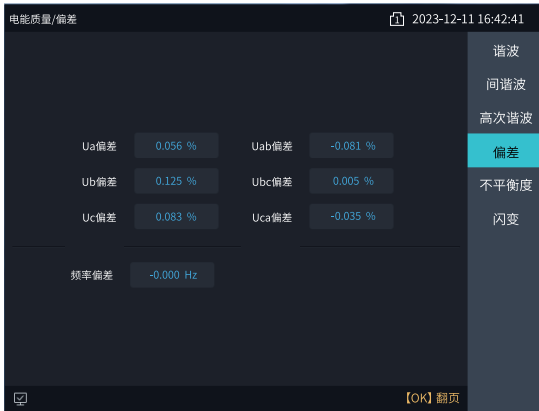 电能质量/偏差 1 2023-12-11 16:42:41
谐波
间谐波
高次谐波
偏差
不平衡度
闪变
Ua偏差 0.056 % Uab偏差 -0.081 %
Ub偏差 0.125 % Ubc偏差 0.005 %
Uc偏差 0.083 % Uca偏差 -0.035 %
频率偏差 -0.000 Hz
【OK】翻页